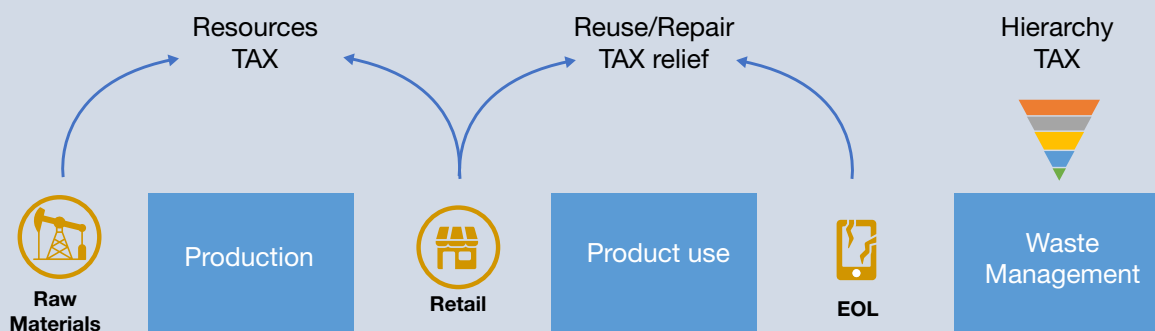 Resources
TAX
Reuse/Repair
TAX relief
Hierarchy
TAX
Raw
Materials
Production
Retail
Product use
EOL
Waste
Management